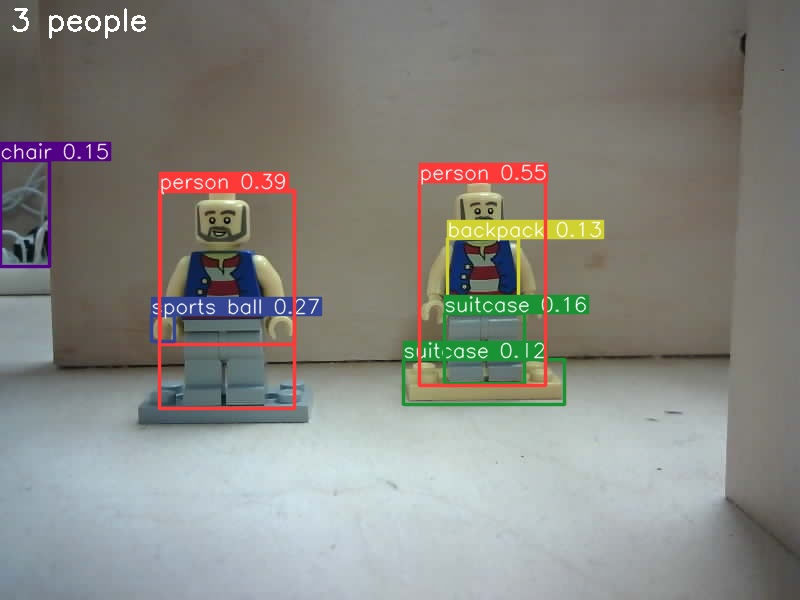 3 people
chair 0.15
person 0.39
person 0.55
backpack 0.13
sports ball 0.27
suitcase 0.16
suitcase 0.12